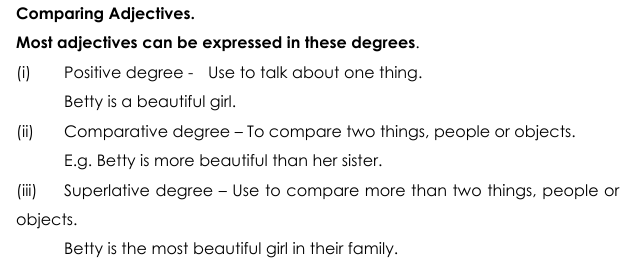 Comparing Adjectives.
Most adjectives can be expressed in these degrees.
(i) Positive degree - Use to talk about one thing.
Betty is a beautiful girl.
(ii) Comparative degree – To compare two things, people or objects.
E.g. Betty is more beautiful than her sister.
(iii) Superlative degree – Use to compare more than two things, people or
objects.
Betty is the most beautiful girl in their family.